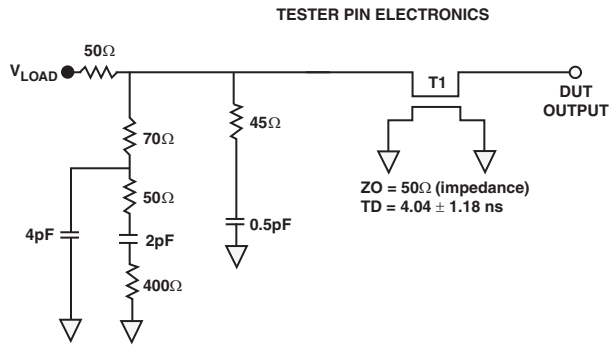 TESTER PIN ELECTRONICS
50Ω
VLOAD
T1
DUT
OUTPUT
70Ω
45Ω
50Ω
ZO = 50Ω (impedance)
TD = 4.04 ± 1.18 ns
4pF
2pF
0.5pF
400Ω